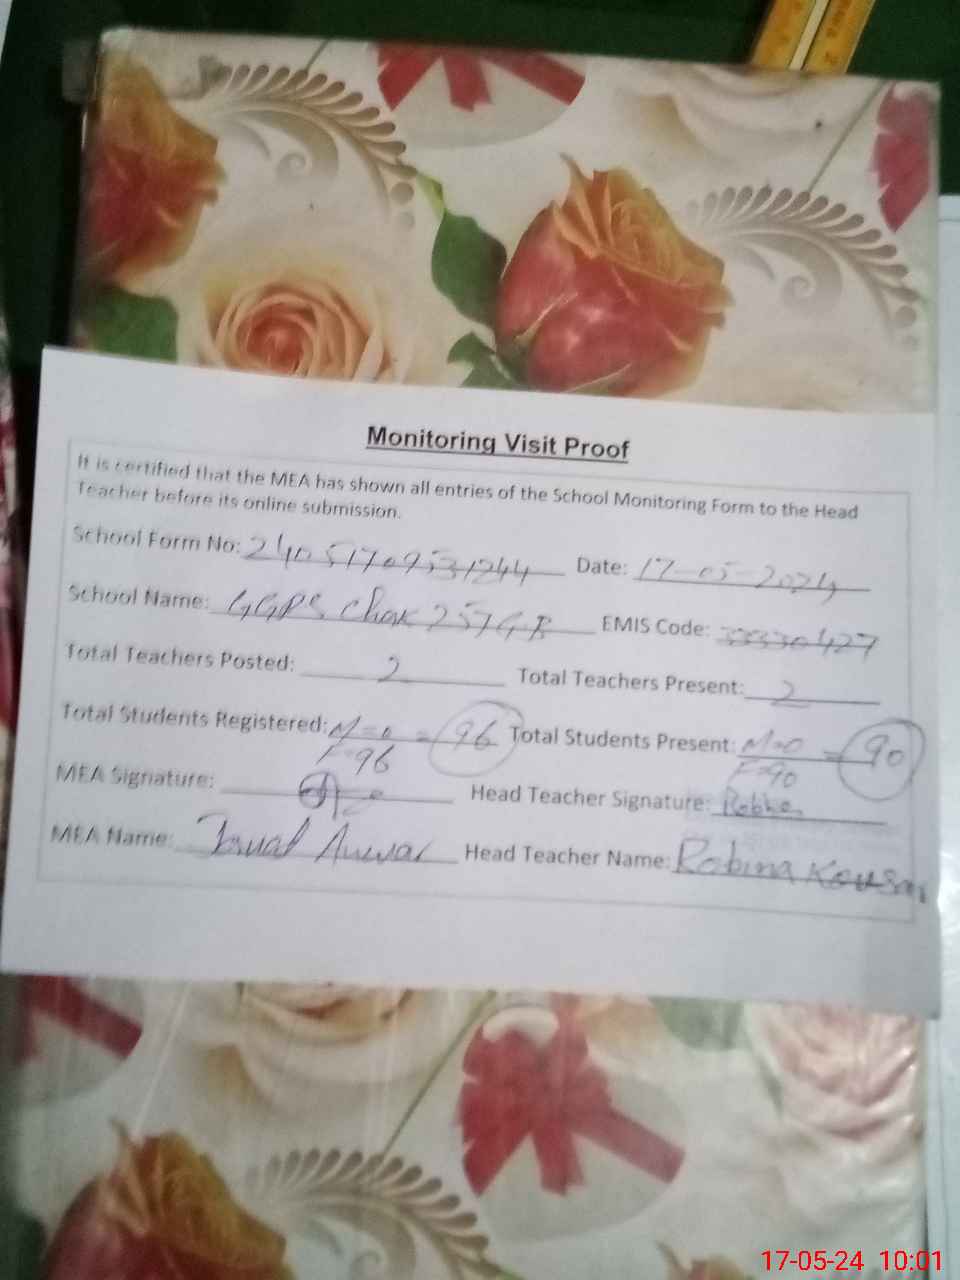 Monitoring Visit Proof
It is certified that the MEA has shown all entries of the School Monitoring Form to the Head
Teacher before its online submission.
School Form No: Date: 17-05-2024
School Name: GGPS Chak 257 GB EMIS Code: 33330427
Total Teachers Posted: 2 Total Teachers Present: 2
Total Students Registered: M=0 = 96 Total Students Present: M=0 = 90
F=96 F=90
MEA Signature: Head Teacher Signature:
MEA Name: Anwar Head Teacher Name: Robina Kousar
17-05-24 10:01